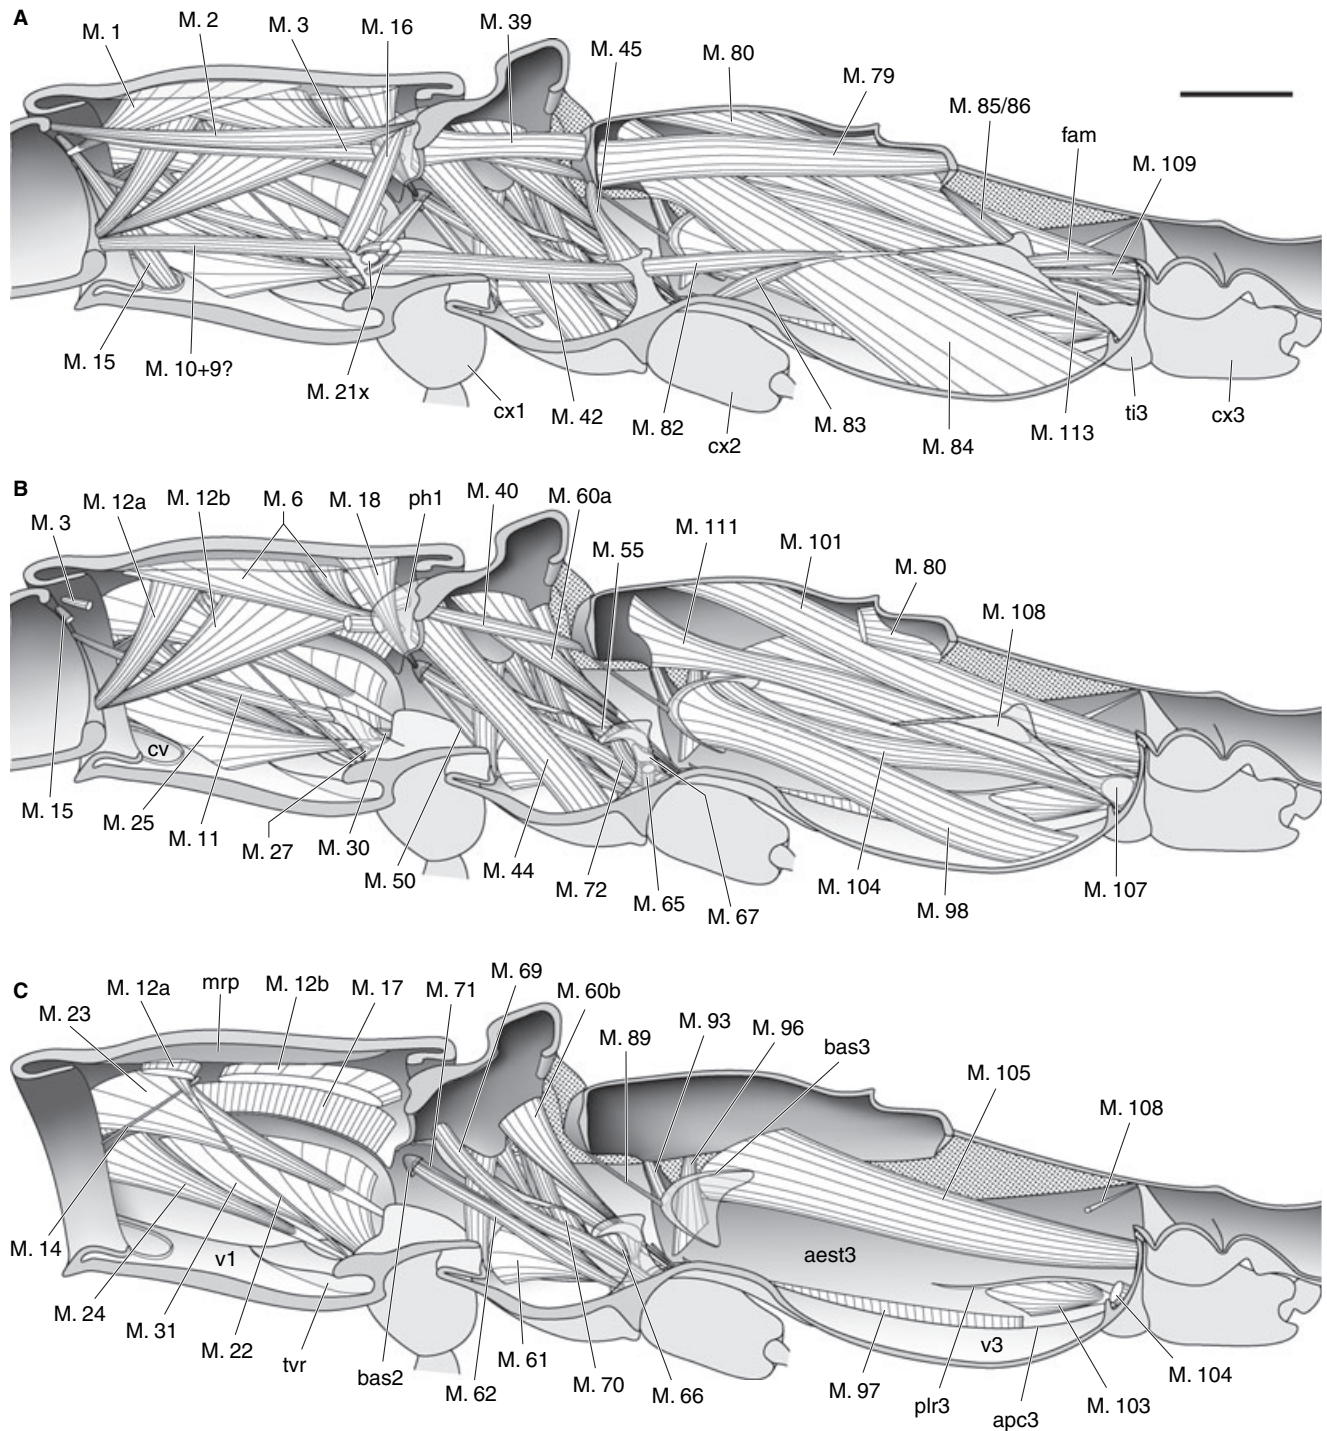 A
M. 1
M. 2
M. 3
M. 16
M. 39
M. 45
M. 80
M. 79
M. 85/86
fam
M. 109
M. 15
M. 10+9?
M. 21x
cx1
M. 42
M. 82
cx2
M. 83
M. 84
M. 113
ti3
cx3
B
M. 3
M. 12a
M. 12b
M. 6
M. 18
ph1
M. 40
M. 60a
M. 55
M. 111
M. 101
M. 80
M. 108
cv
M. 15
M. 25
M. 11
M. 27
M. 30
M. 50
M. 44
M. 72
M. 65
M. 67
M. 104
M. 98
M. 107
C
M. 23
M. 12a
mrp
M. 12b
M. 17
M. 71
M. 69
M. 60b
M. 89
M. 93
M. 96
bas3
M. 105
M. 108
M. 14
v1
aest3
v3
M. 24
M. 31
M. 22
tvr
bas2
M. 62
M. 61
M. 70
M. 66
M. 97
plr3
apc3
M. 103
M. 104